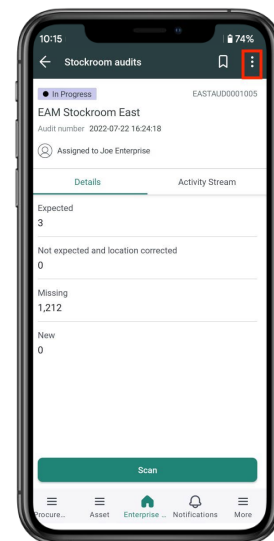 10:15
74%
Stockroom audits
In Progress
EASTAUD0001005
EAM Stockroom East
Audit number 2022-07-22 16:24:18
Assigned to Joe Enterprise
Details Activity Stream
Expected
3
Not expected and location corrected
0
Missing
1,212
New
0
Scan
Procure... Asset Enterprise ... Notifications More